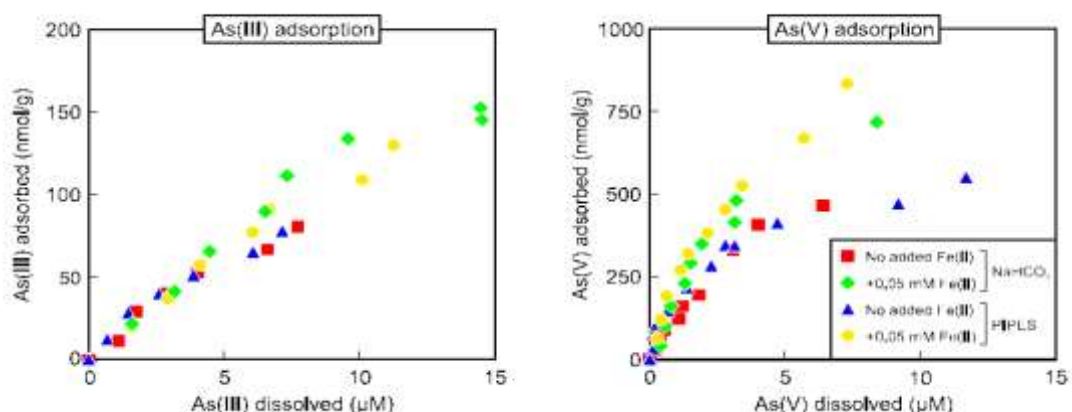 As(III) adsorption
As(III) adsorbed (nmol/g)
200
150
100
50
0
0 5 10 15
As(III) dissolved (µM)
As(V) adsorption
As(V) adsorbed (nmol/g)
1000
750
500
250
0
0 5 10 15
As(V) dissolved (µM)
No added Fe(II)
+0,05 mM Fe(II)
NaHCO₃
No added Fe(II)
+0,05 mM Fe(II)